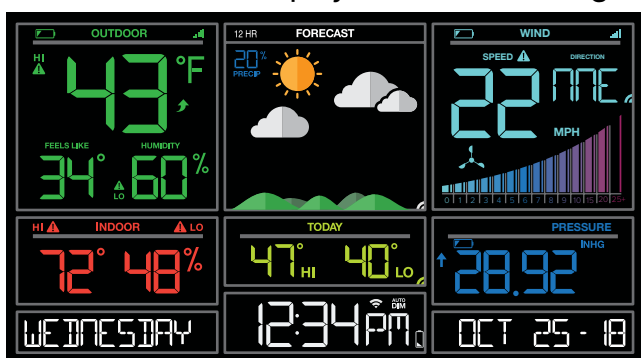 OUTDOOR
HI
43°F
FEELS LIKE
HUMIDITY
34°
LO
60%
12 HR
FORECAST
20%
PRECIP
WIND
SPEED
DIRECTION
22
NNE
MPH
0 1 2 3 4 5 6 7 8 9 10 15 20 25+
HI
INDOOR
LO
72° 48%
TODAY
47° HI 40° LO
PRESSURE
INHG
28.92
WEDNESDAY
AUTO
DIM
12:34PM
OCT 25-18